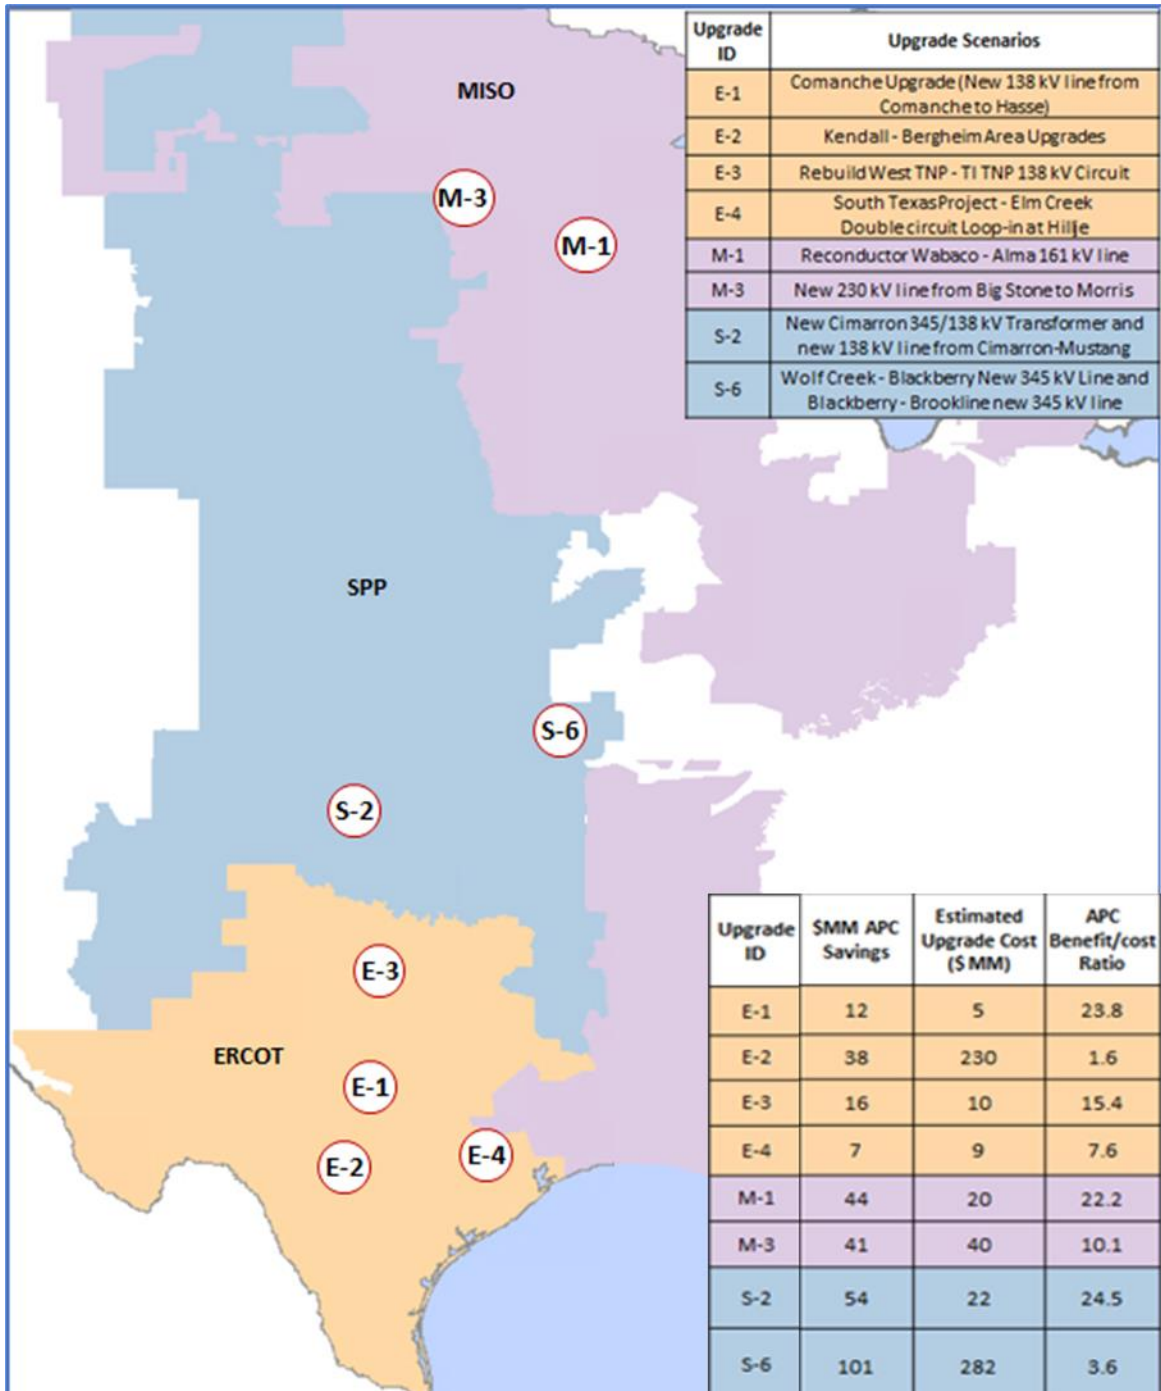 Upgrade ID Upgrade Scenarios
E-1 Comanche Upgrade (New 138 kV line from
Comanche to Hasse)
E-2 Kendall - Bergheim Area Upgrades
E-3 Rebuild West TNP - TI TNP 138 kV Circuit
E-4 South Texas Project - Elm Creek
Double circuit Loop-in at Hillje
M-1 Reconductor Wabaco - Alma 161 kV line
M-3 New 230 kV line from Big Stone to Morris
S-2 New Cimarron 345/138 kV Transformer and
new 138 kV line from Cimarron-Mustang
S-6 Wolf Creek - Blackberry New 345 kV Line and
Blackberry - Brookline new 345 kV line
MISO
M-3
M-1
SPP
S-6
S-2
E-3
ERCOT
E-1
E-2
E-4
Upgrade ID $MM APC Savings Estimated Upgrade Cost ($ MM) APC Benefit/cost Ratio
E-1 12 5 23.8
E-2 38 230 1.6
E-3 16 10 15.4
E-4 7 9 7.6
M-1 44 20 22.2
M-3 41 40 10.1
S-2 54 22 24.5
S-6 101 282 3.6